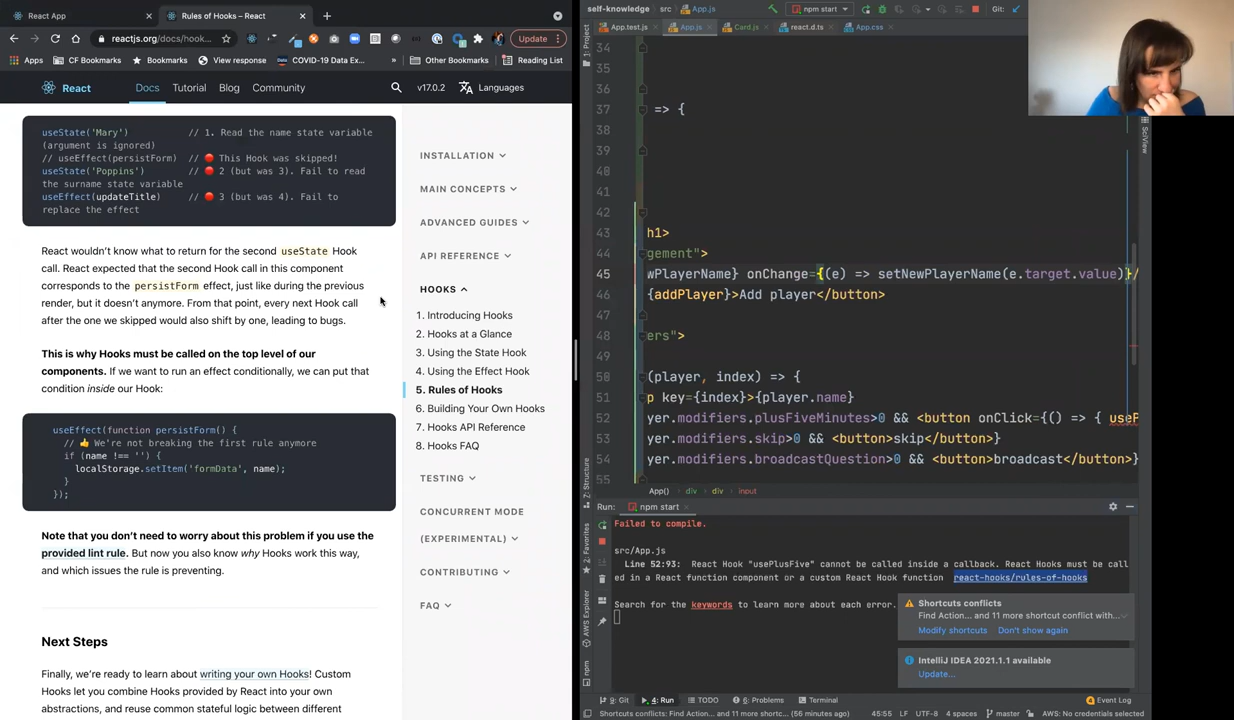 React App
Rules of Hooks – React
reactjs.org/docs/hook...
Update
Apps
CF Bookmarks
Bookmarks
View response
COVID-19 Data Ex...
»
Other Bookmarks
Reading List
React
Docs
Tutorial
Blog
Community
v17.0.2
Languages
useState('Mary') // 1. Read the name state variable
(argument is ignored)
// useEffect(persistForm) // 🔴 This Hook was skipped!
useState('Poppins') // 🔴 2 (but was 3). Fail to read
the surname state variable
useEffect(updateTitle) // 🔴 3 (but was 4). Fail to
replace the effect
React wouldn't know what to return for the second useState Hook
call. React expected that the second Hook call in this component
corresponds to the persistForm effect, just like during the previous
render, but it doesn't anymore. From that point, every next Hook call
after the one we skipped would also shift by one, leading to bugs.
This is why Hooks must be called on the top level of our
components. If we want to run an effect conditionally, we can put that
condition inside our Hook:
useEffect(function persistForm() {
// 👍 We're not breaking the first rule anymore
if (name !== '') {
localStorage.setItem('formData', name);
}
});
Note that you don't need to worry about this problem if you use the
provided lint rule. But now you also know why Hooks work this way,
and which issues the rule is preventing.
Next Steps
Finally, we're ready to learn about writing your own Hooks! Custom
Hooks let you combine Hooks provided by React into your own
abstractions, and reuse common stateful logic between different
INSTALLATION
MAIN CONCEPTS
ADVANCED GUIDES
API REFERENCE
HOOKS
1. Introducing Hooks
2. Hooks at a Glance
3. Using the State Hook
4. Using the Effect Hook
5. Rules of Hooks
6. Building Your Own Hooks
7. Hooks API Reference
8. Hooks FAQ
TESTING
CONCURRENT MODE
(EXPERIMENTAL)
CONTRIBUTING
FAQ
self-knowledge
src
App.js
npm start
Git:
App.test.js
App.js
Card.js
react.d.ts
App.css
1: Project
SciView
34
35
36
37 => {
38
39
40
41
42
43 h1>
44 gement">
45 wPlayerName} onChange={(e) => setNewPlayerName(e.target.value)}/
46 {addPlayer}>Add player</button>
47
48 ers">
49
50 (player, index) => {
51 p key={index}>{player.name}
52 yer.modifiers.plusFiveMinutes>0 && <button onClick={() => { useP
53 yer.modifiers.skip>0 && <button>skip</button>}
54 yer.modifiers.broadcastQuestion>0 && <button>broadcast</button>}
55
App()
div
div
input
Run:
npm start
Z: Structure
2: Favorites
AWS Explorer
npm
Failed to compile.
src/App.js
Line 52:93: React Hook "usePlusFive" cannot be called inside a callback. React Hooks must be call
ed in a React function component or a custom React Hook function react-hooks/rules-of-hooks
Search for the keywords to learn more about each error.
Shortcuts conflicts
Find Action... and 11 more shortcut conflict with...
Modify shortcuts
Don't show again
IntelliJ IDEA 2021.1.1 available
Update...
9: Git
4: Run
TODO
6: Problems
Terminal
Event Log
Shortcuts conflicts: Find Action... and 11 more shortc... (56 minutes ago)
45:55
LF
UTF-8
4 spaces
master
AWS: No credentials selected